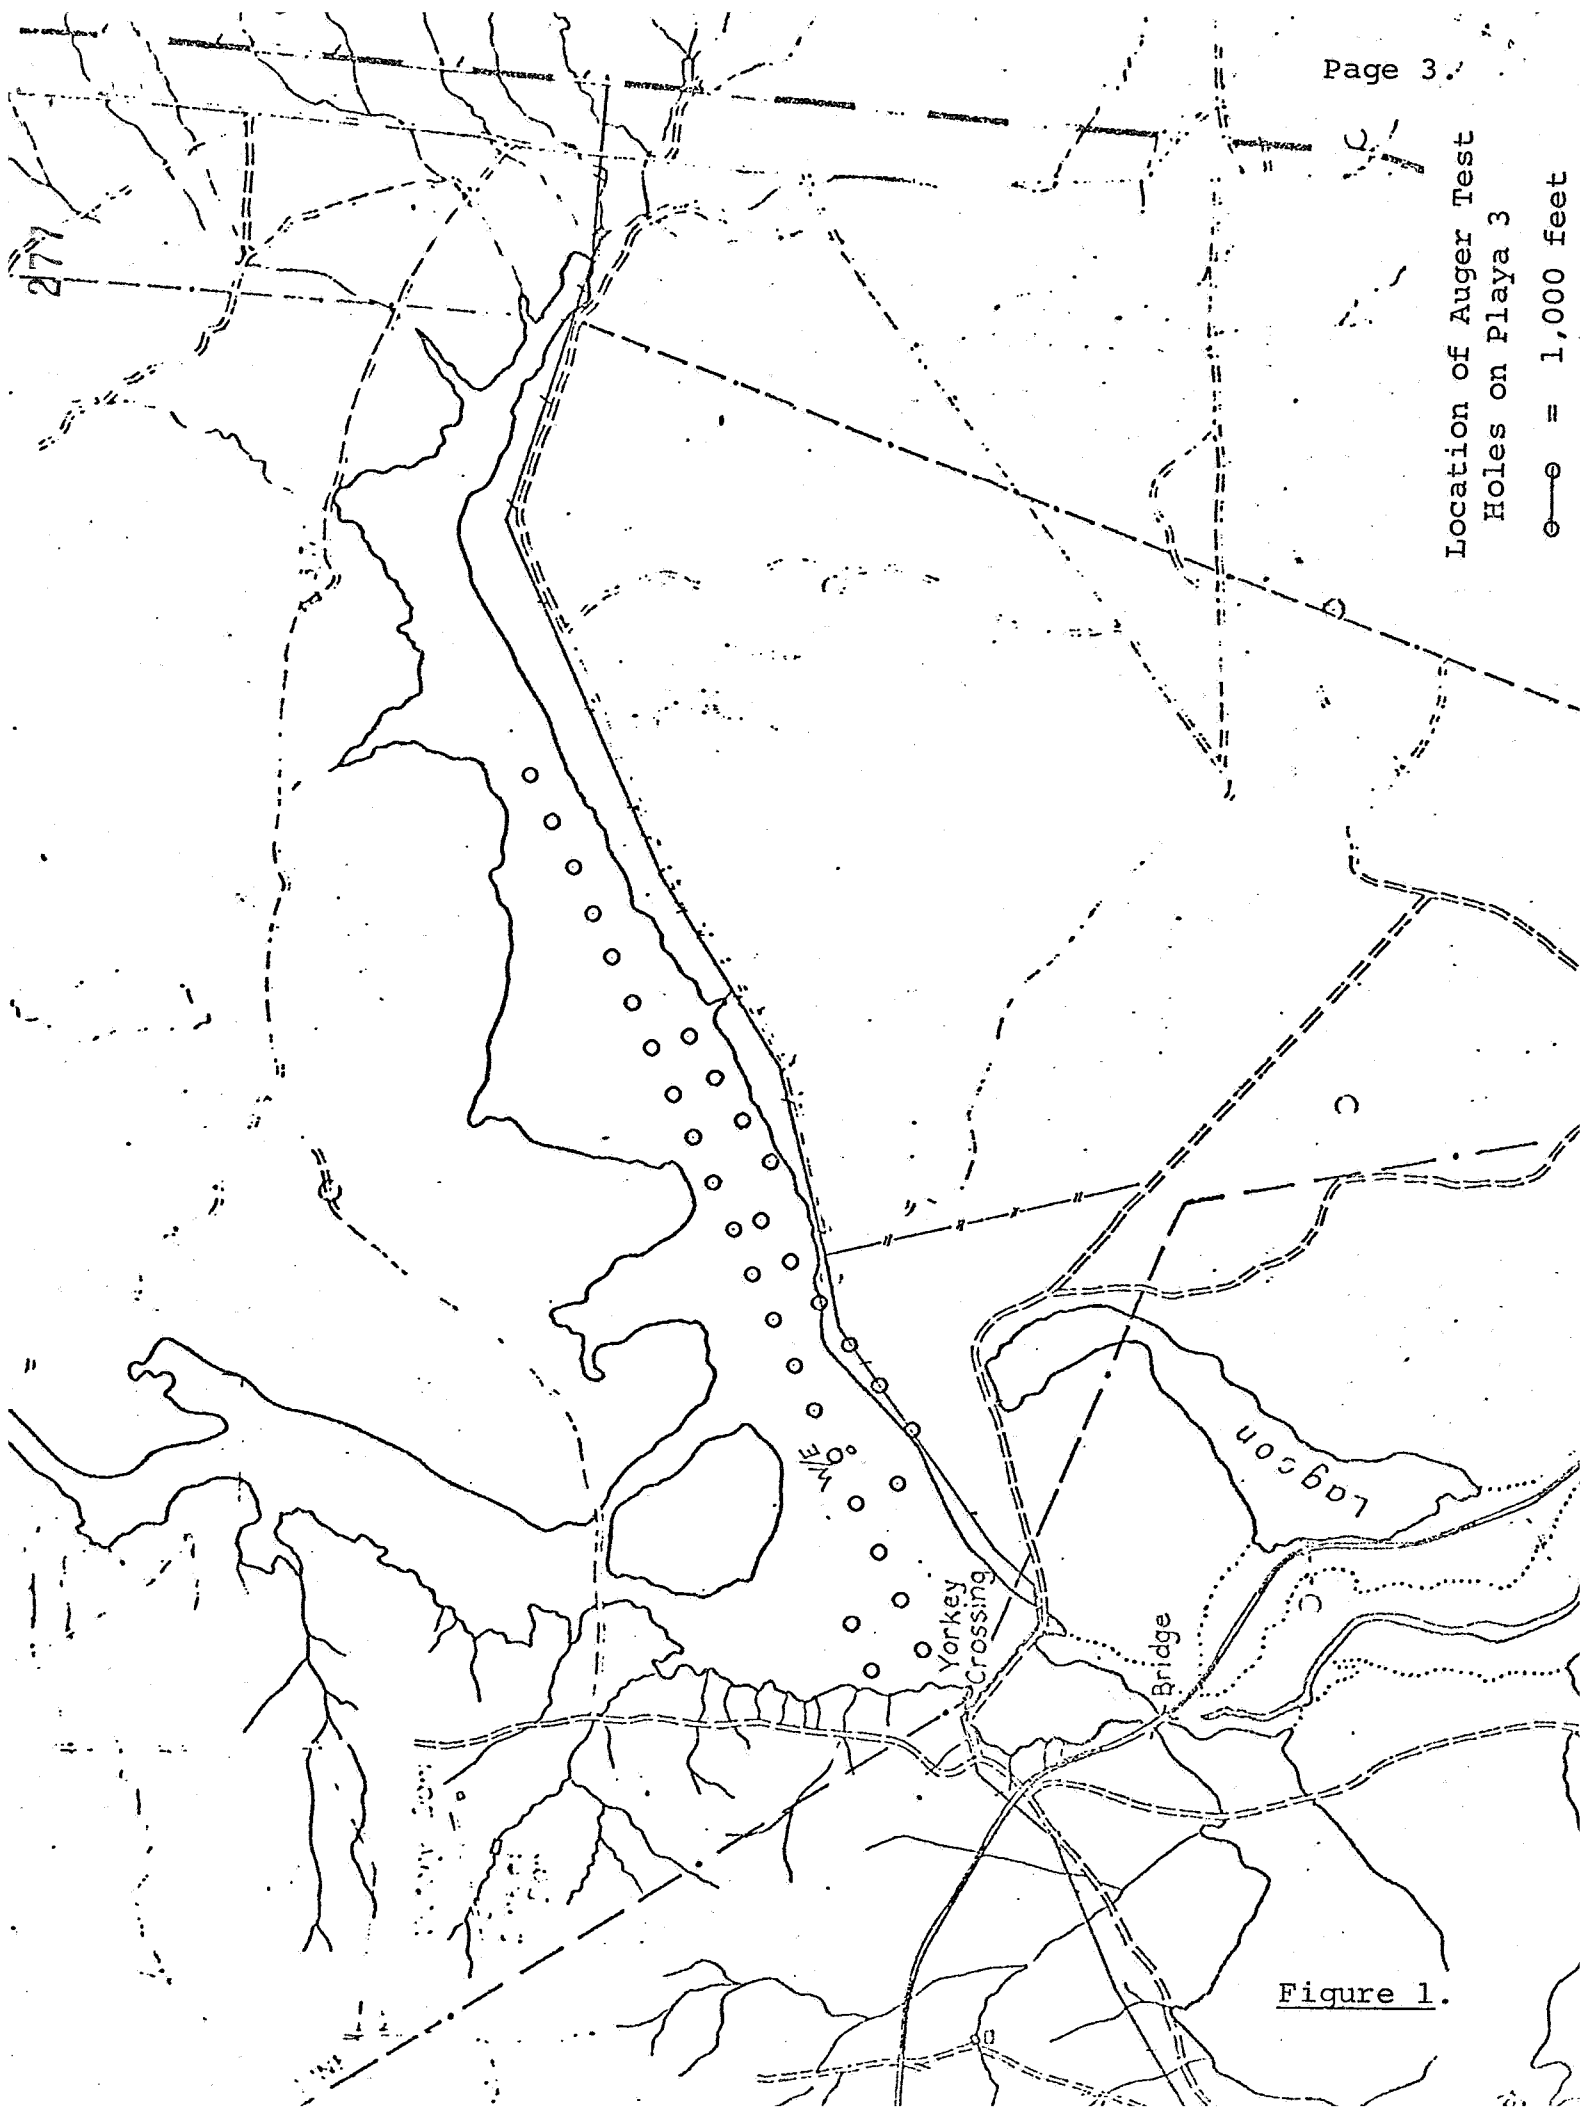 Page 3.
277
Location of Auger Test
Holes on Playa 3
= 1,000 feet
Yorkey
Crossing
Bridge
Lagoon
Figure 1.